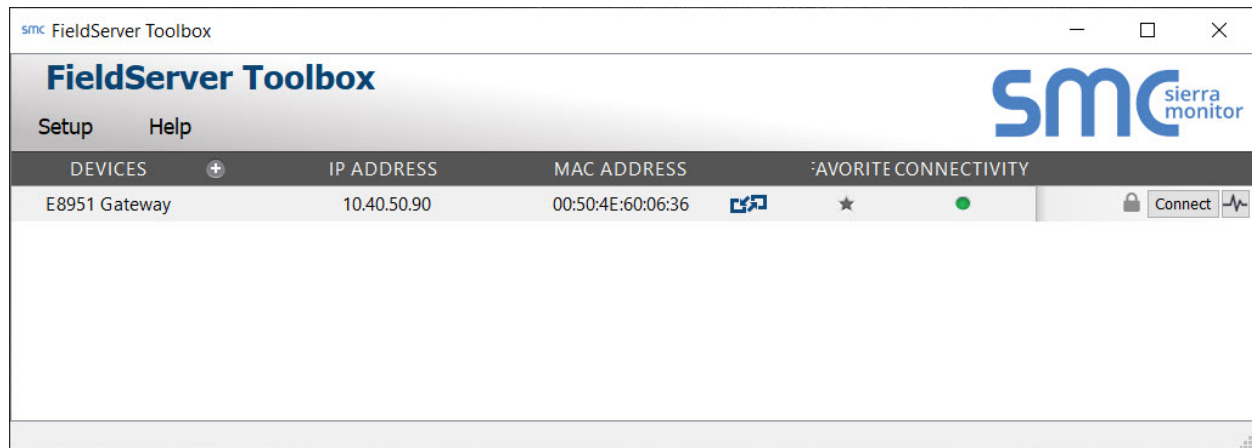 smc FieldServer Toolbox
FieldServer Toolbox
smc sierra monitor
Setup Help
DEVICES IP ADDRESS MAC ADDRESS FAVORITE CONNECTIVITY
E8951 Gateway 10.40.50.90 00:50:4E:60:06:36 Connect